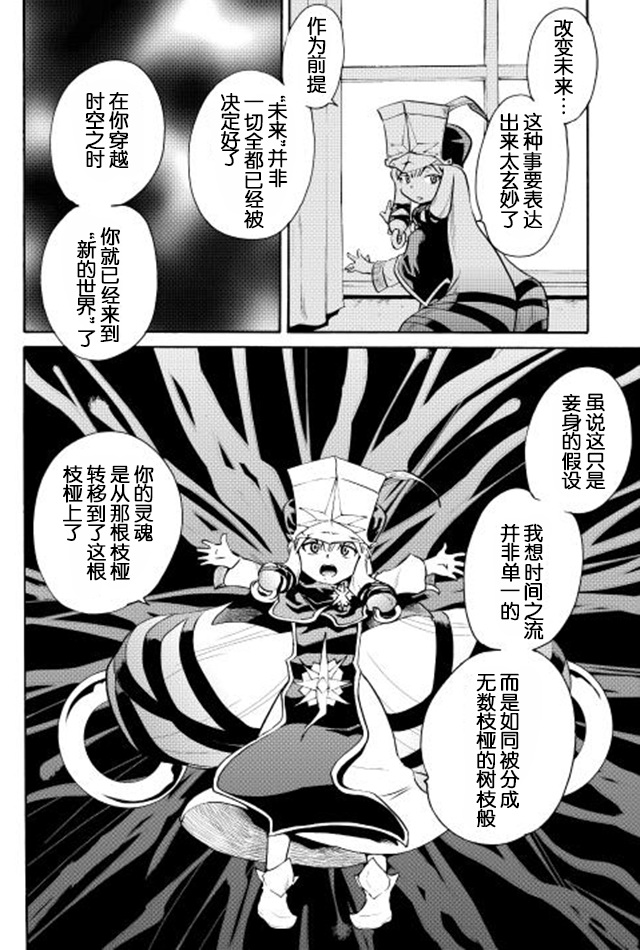 改变未来…
这种事要表达
出来太玄妙了
作为前提
"未来"并非
一切全都已经被
决定好了
在你穿越
时空之时
你就已经来到
"新的世界"了
虽说这只是
妾身的假设
我想时间之流
并非单一的
而是如同被分成
无数枝桠的树枝般
你的灵魂
是从那根枝桠
转移到了这根
枝桠上了